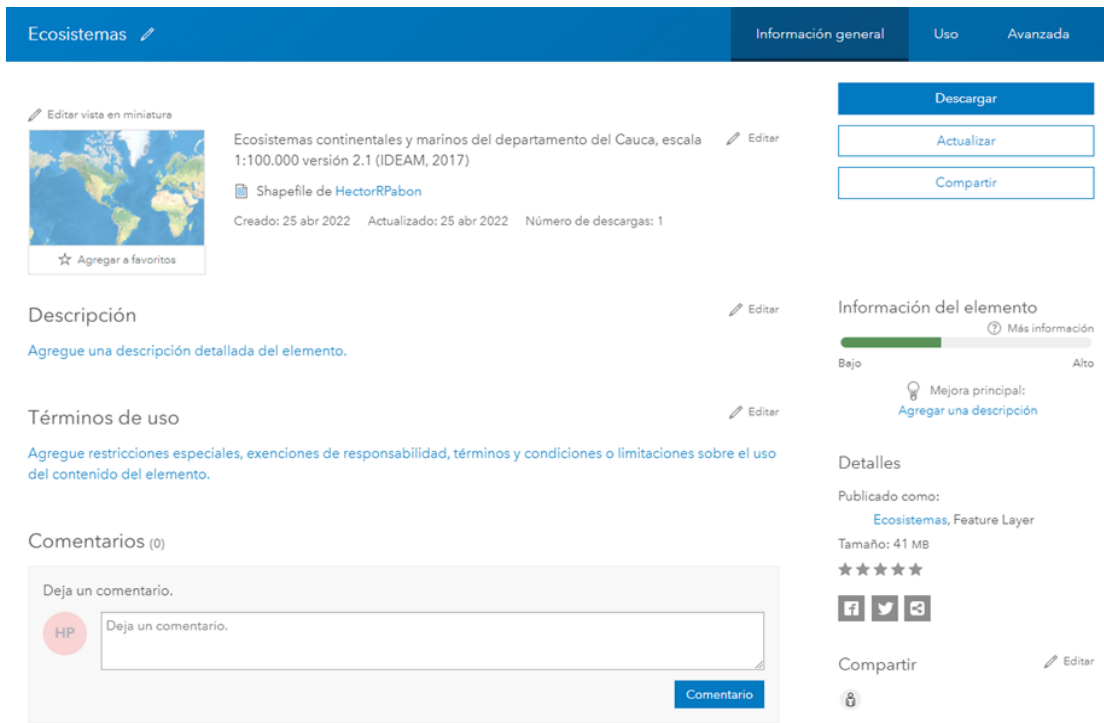 Ecosistemas
Información general
Uso
Avanzada
Editar vista en miniatura
Agregar a favoritos
Ecosistemas continentales y marinos del departamento del Cauca, escala
1:100.000 versión 2.1 (IDEAM, 2017)
Editar
Shapefile de HectorRPabon
Creado: 25 abr 2022 Actualizado: 25 abr 2022 Número de descargas: 1
Descargar
Actualizar
Compartir
Descripción
Editar
Agregue una descripción detallada del elemento.
Términos de uso
Editar
Agregue restricciones especiales, exenciones de responsabilidad, términos y condiciones o limitaciones sobre el uso
del contenido del elemento.
Comentarios (0)
Deja un comentario.
HP
Deja un comentario.
Comentario
Información del elemento
Más información
Bajo
Alto
Mejora principal:
Agregar una descripción
Detalles
Publicado como:
Ecosistemas, Feature Layer
Tamaño: 41 MB
Compartir
Editar